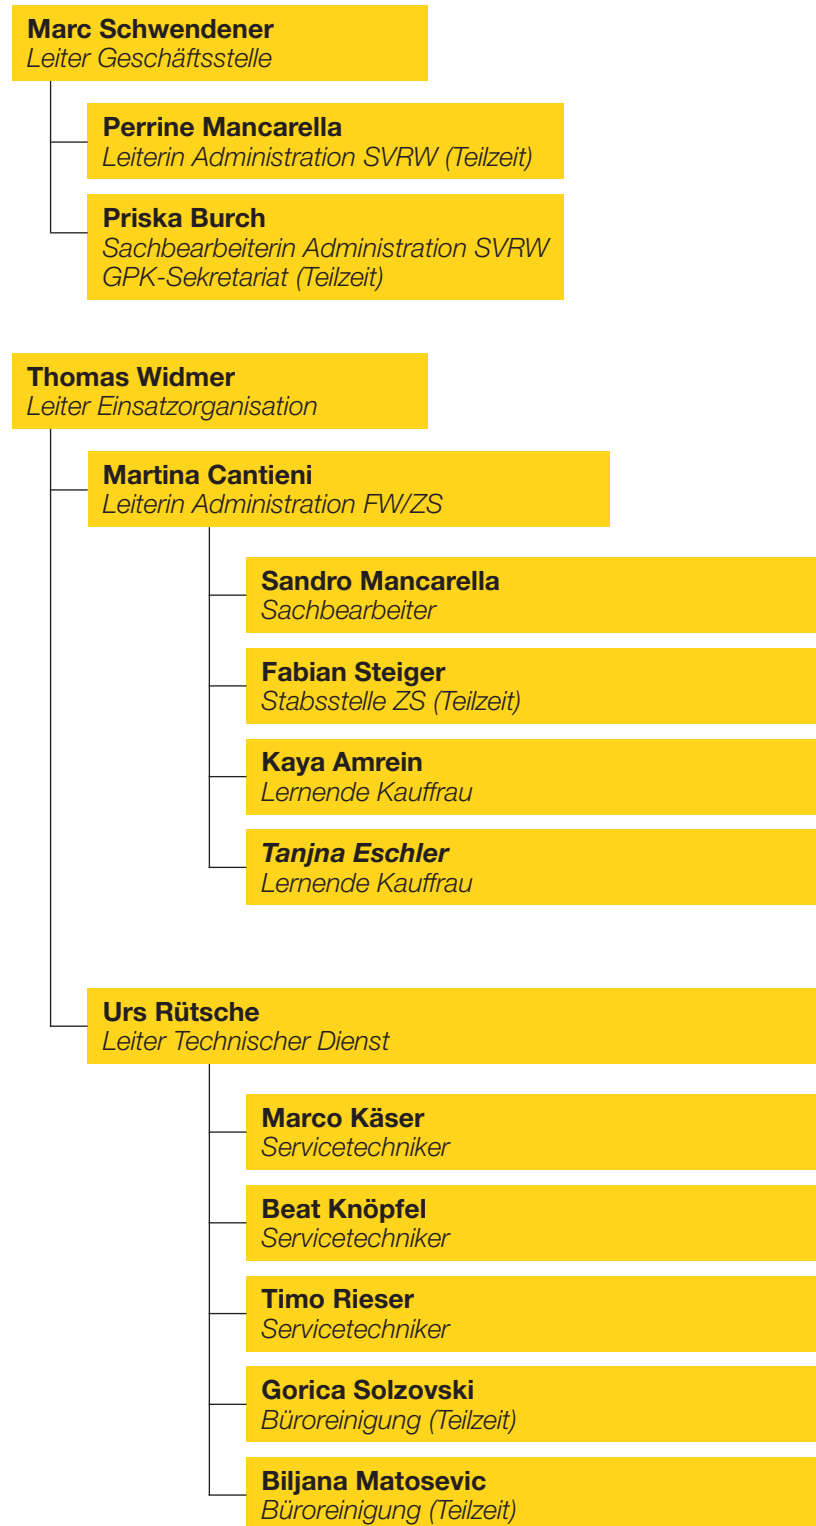 Marc Schwendener
Leiter Geschäftsstelle
Perrine Mancarella
Leiterin Administration SVRW (Teilzeit)
Priska Burch
Sachbearbeiterin Administration SVRW
GPK-Sekretariat (Teilzeit)
Thomas Widmer
Leiter Einsatzorganisation
Martina Cantieni
Leiterin Administration FW/ZS
Sandro Mancarella
Sachbearbeiter
Fabian Steiger
Stabsstelle ZS (Teilzeit)
Kaya Amrein
Lernende Kauffrau
Tanjna Eschler
Lernende Kauffrau
Urs Rütsche
Leiter Technischer Dienst
Marco Käser
Servicetechniker
Beat Knöpfel
Servicetechniker
Timo Rieser
Servicetechniker
Gorica Solzovski
Büroreinigung (Teilzeit)
Biljana Matosevic
Büroreinigung (Teilzeit)